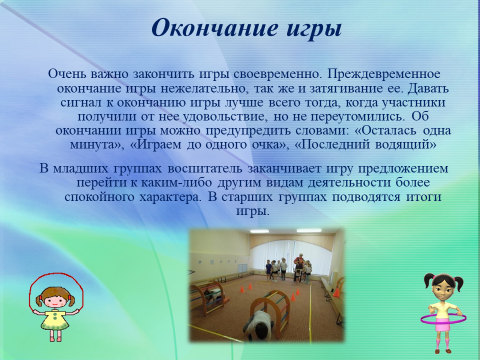 Окончание игры
Очень важно закончить игры своевременно. Преждевременное
окончание игры нежелательно, так же и затягивание ее. Давать
сигнал к окончанию игры лучше всего тогда, когда участники
получили от нее удовольствие, но не переутомились. Об
окончании игры можно предупредить словами: «Осталась одна
минута», «Играем до одного очка», «Последний водящий»
В младших группах воспитатель заканчивает игру предложением
перейти к каким-либо другим видам деятельности более
спокойного характера. В старших группах подводятся итоги
игры.